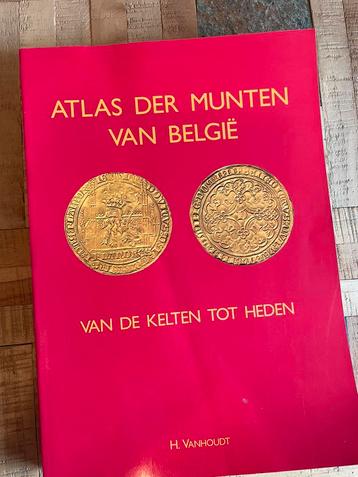 ATLAS DER MUNTEN
VAN BELGIË
VAN DE KELTEN TOT HEDEN
H. VANHOUDT